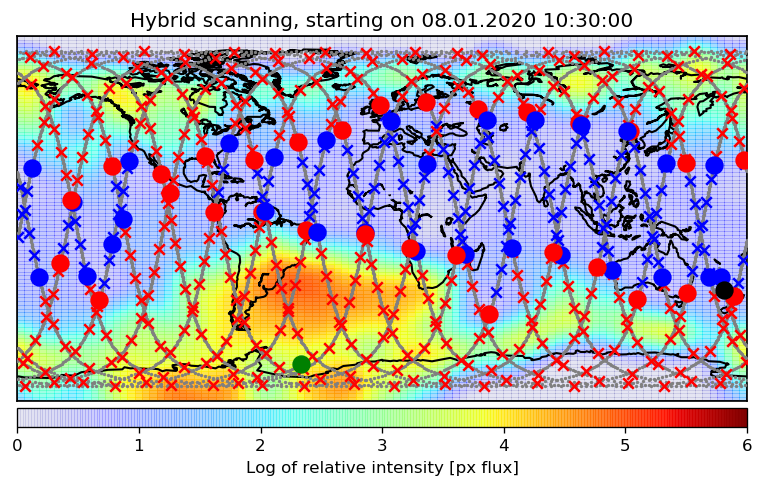 Hybrid scanning, starting on 08.01.2020 10:30:00
0 1 2 3 4 5 6
Log of relative intensity [px flux]